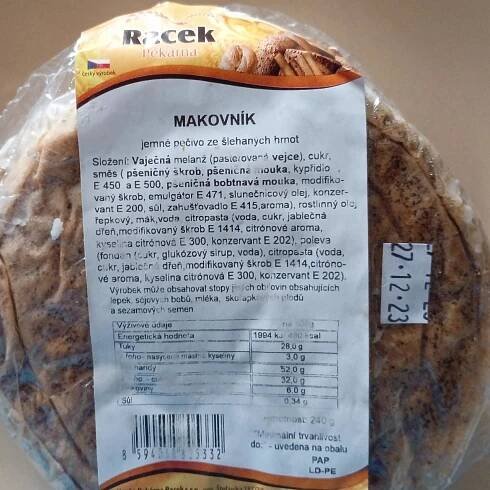 Racek
Pekárna
český výrobek
MAKOVNÍK
jemné pečivo ze šlehaných hmot
Složení: Vaječná melanž (pasterované vejce), cukr,
směs ( pšeničný škrob, pšeničná mouka, kypřidlo
E 450 a E 500, pšeničná bobtnavá mouka, modifiko-
vaný škrob, emulgátor E 471, slunečnicový olej, konzer-
vant E 200, sůl, zahušťovadlo E 415,aroma), rostlinný olej
řepkový, mák,voda, citropasta (voda, cukr, jablečná
dřeň,modifikovaný škrob E 1414, citrónové aroma,
kyselina citrónová E 300, konzervant E 202), poleva
(fondán (cukr, glukózový sirup, voda), citropasta (voda,
cukr, jablečná dřeň,modifikovaný škrob E 1414,citróno-
vé aroma, kyselina citrónová E 300, konzervant E 202).
Výrobek může obsahovat stopy jiných obilovin obsahujících
lepek, sójových bobů, mléka, skořápkových plodů
a sezamových semen
27.12.23
Výživové údaje na 100g
Energetická hodnota 1994 kJ 480 kcal
Tuky 28,0 g
toho- nasycené mastné kyseliny 3,0 g
52,0 g
32,0 g
6,0 g
Sůl 0,34 g
hmotnost: 240 g
"Minimální trvanlivost
do:" - uvedena na obalu
PAP
LD-PE